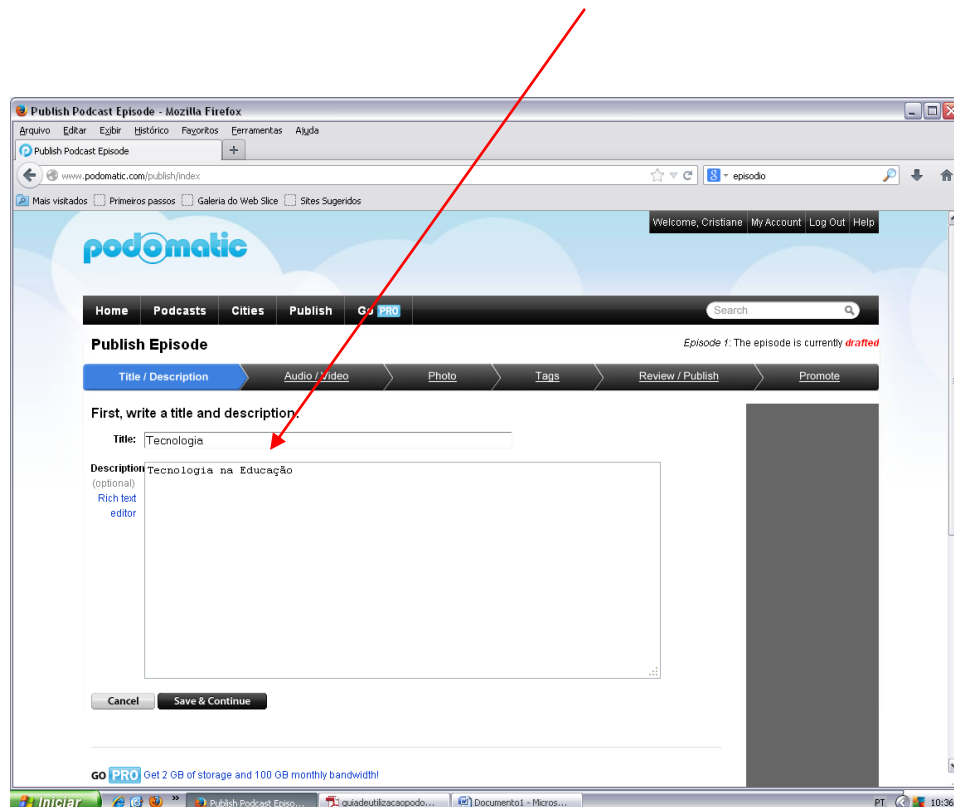 Publish Podcast Episode - Mozilla Firefox
Arquivo Editar Exibir Histórico Favoritos Ferramentas Ajuda
Publish Podcast Episode +
www.podomatic.com/publish/index episodio
Mais visitados Primeiros passos Galeria do Web Slice Sites Sugeridos
Welcome, Cristiane My Account Log Out Help
podomatic
Home Podcasts Cities Publish Go PRO Search
Publish Episode Episode 1: The episode is currently drafted
Title / Description Audio / Video Photo Tags Review / Publish Promote
First, write a title and description:
Title: Tecnologia
Description Tecnologia na Educação
(optional)
Rich text
editor
Cancel Save & Continue
GO PRO Get 2 GB of storage and 100 GB monthly bandwidth!
Iniciar » Publish Podcast Episo... guiadeutilizacaopodo... Documento1 - Micros... PT 10:36